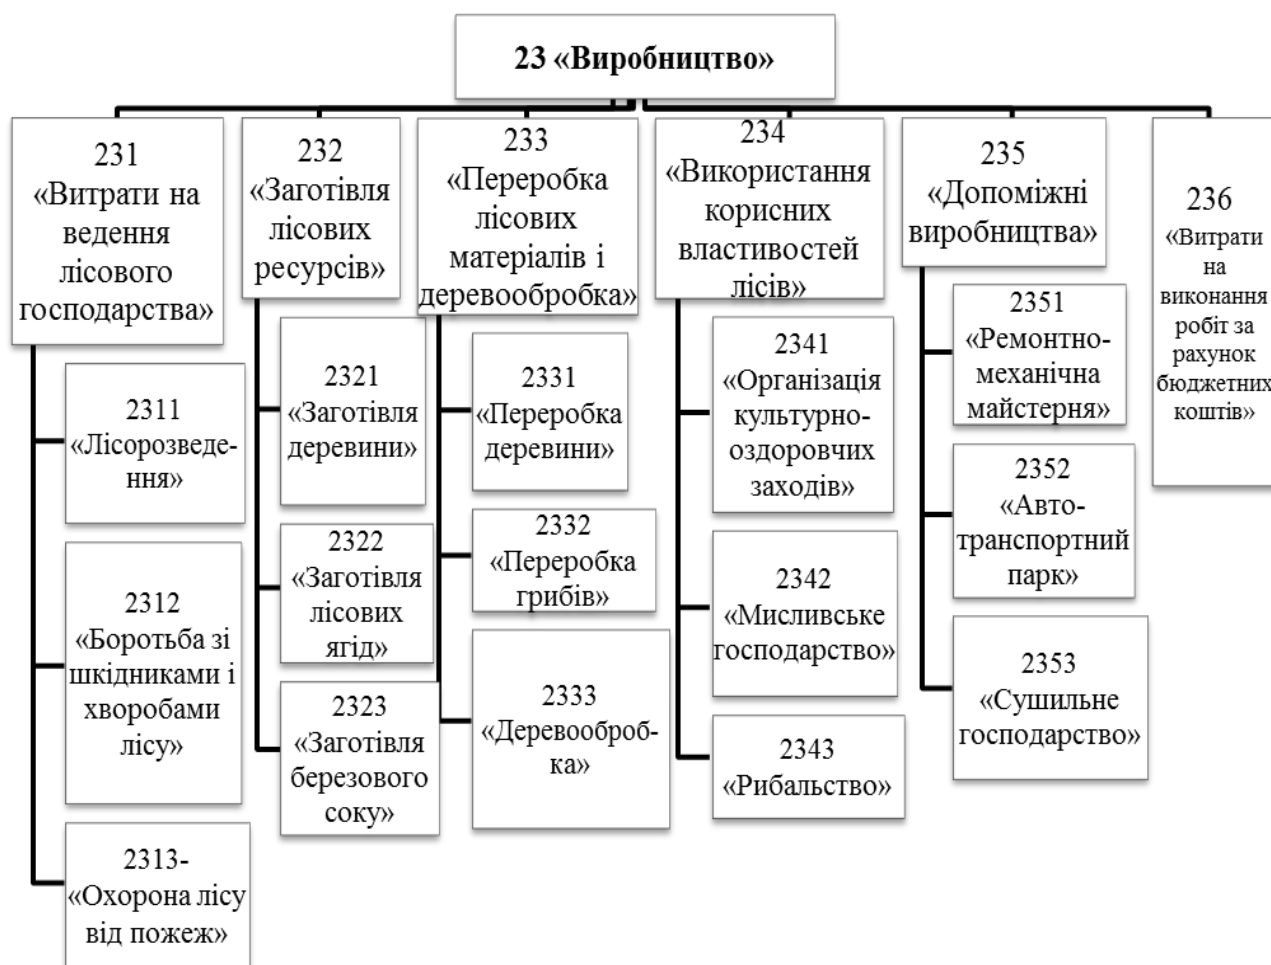 23 «Виробництво»
231
«Витрати на
ведення
лісового
господарства»
2311
«Лісорозведе-
ння»
2312
«Боротьба зі
шкідниками і
хворобами
лісу»
2313-
«Охорона лісу
від пожеж»
232
«Заготівля
лісових
ресурсів»
2321
«Заготівля
деревини»
2322
«Заготівля
лісових
ягід»
2323
«Заготівля
березового
соку»
233
«Переробка
лісових
матеріалів і
деревообробка»
2331
«Переробка
деревини»
2332
«Переробка
грибів»
2333
«Деревооброб-
ка»
234
«Використання
корисних
властивостей
лісів»
2341
«Організація
культурно-
оздоровчих
заходів»
2342
«Мисливське
господарство»
2343
«Рибальство»
235
«Допоміжні
виробництва»
2351
«Ремонтно-
механічна
майстерня»
2352
«Авто-
транспортний
парк»
2353
«Сушильне
господарство»
236
«Витрати
на
виконання
робіт за
рахунок
бюджетних
коштів»